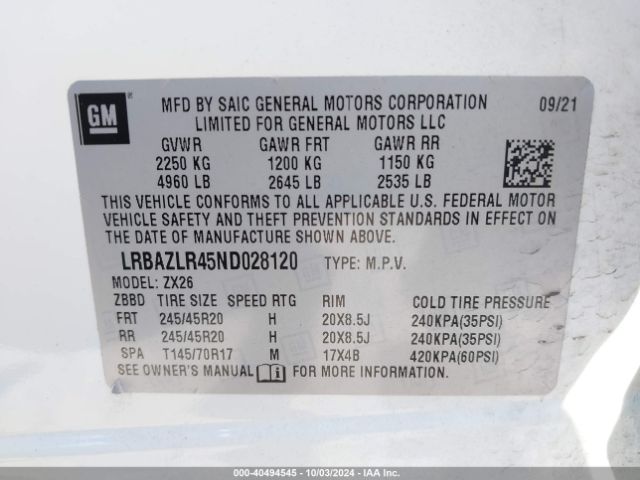 GM
MFD BY SAIC GENERAL MOTORS CORPORATION 09/21
LIMITED FOR GENERAL MOTORS LLC
GVWR GAWR FRT GAWR RR
2250 KG 1200 KG 1150 KG
4960 LB 2645 LB 2535 LB
THIS VEHICLE CONFORMS TO ALL APPLICABLE U.S. FEDERAL MOTOR
VEHICLE SAFETY AND THEFT PREVENTION STANDARDS IN EFFECT ON
THE DATE OF MANUFACTURE SHOWN ABOVE.
LRBAZLR45ND028120 TYPE: M.P.V.
MODEL: ZX26
ZBBD TIRE SIZE SPEED RTG RIM COLD TIRE PRESSURE
FRT 245/45R20 H 20X8.5J 240KPA(35PSI)
RR 245/45R20 H 20X8.5J 240KPA(35PSI)
SPA T145/70R17 M 17X4B 420KPA(60PSI)
SEE OWNER'S MANUAL FOR MORE INFORMATION.
000-40494545 - 10/03/2024 - IAA Inc.